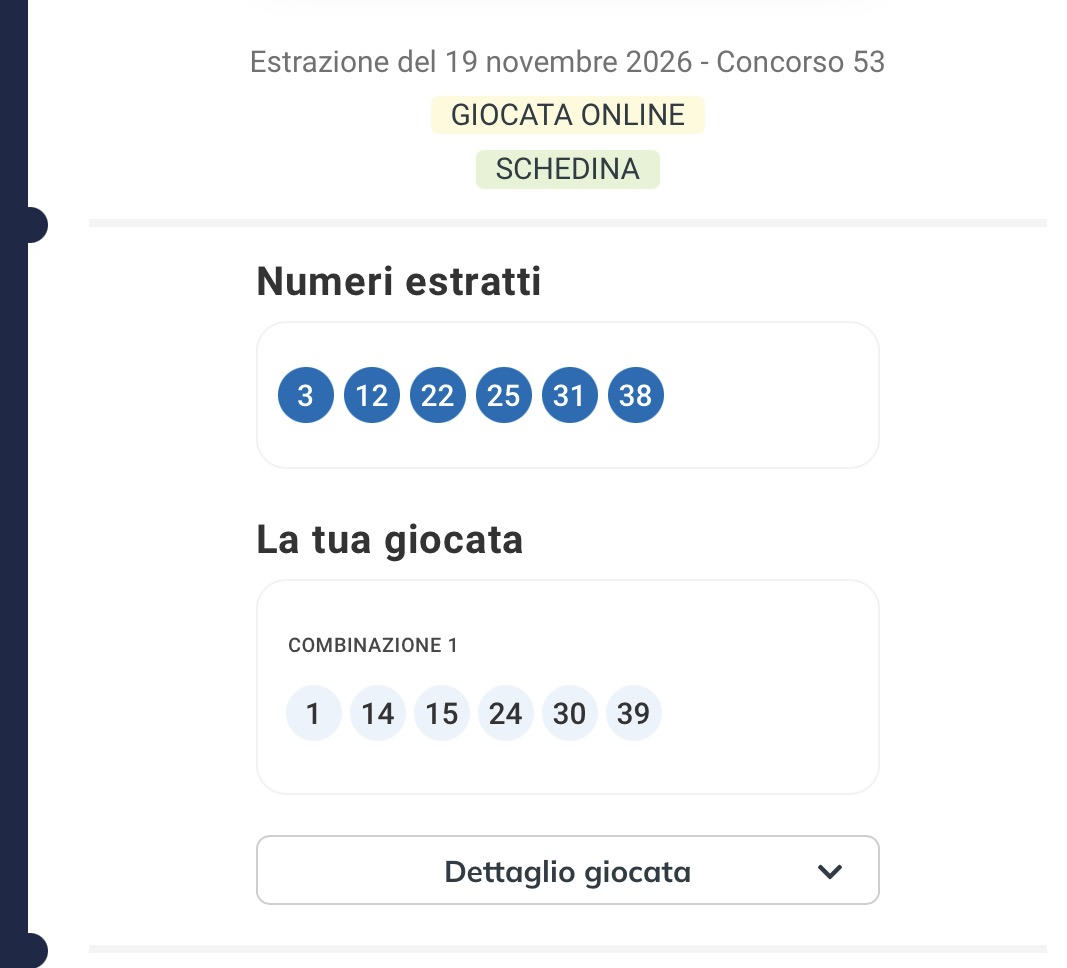 Estrazione del 19 novembre 2026 - Concorso 53
GIOCATA ONLINE
SCHEDINA
Numeri estratti
3 12 22 25 31 38
La tua giocata
COMBINAZIONE 1
1 14 15 24 30 39
Dettaglio giocata